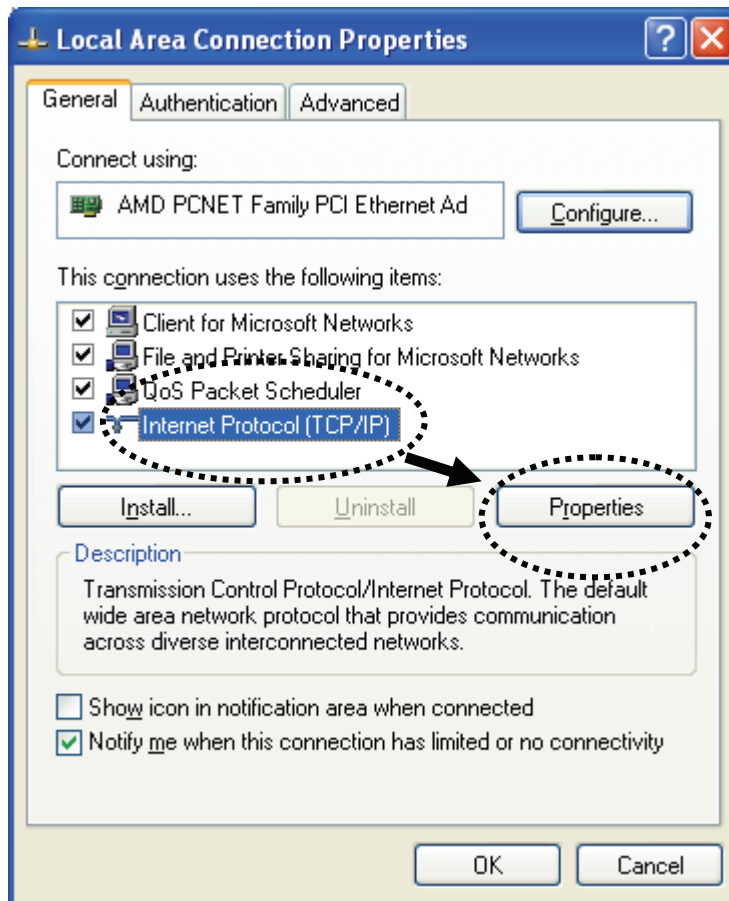 Local Area Connection Properties
General Authentication Advanced
Connect using:
AMD PCNET Family PCI Ethernet Ad
Configure...
This connection uses the following items:
Client for Microsoft Networks
File and Printer Sharing for Microsoft Networks
QoS Packet Scheduler
Internet Protocol (TCP/IP)
Install... Uninstall Properties
Description
Transmission Control Protocol/Internet Protocol. The default
wide area network protocol that provides communication
across diverse interconnected networks.
Show icon in notification area when connected
Notify me when this connection has limited or no connectivity
OK Cancel